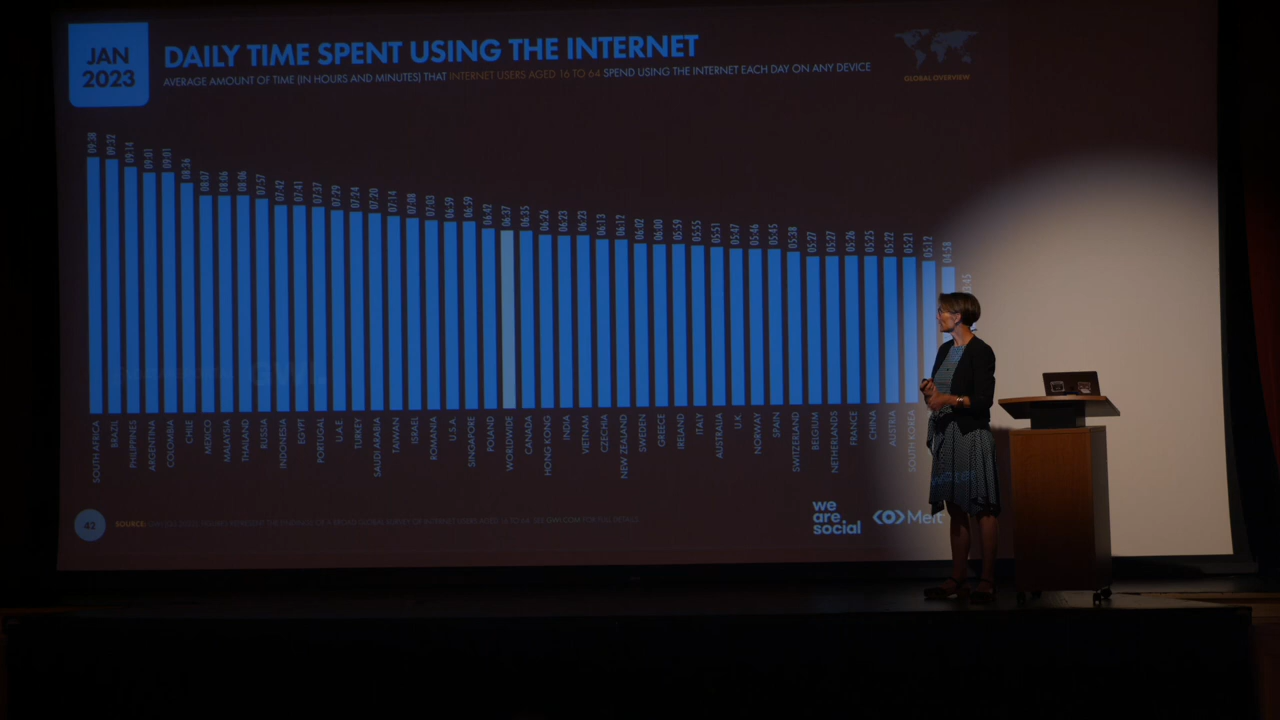 JAN
2023
DAILY TIME SPENT USING THE INTERNET
AVERAGE AMOUNT OF TIME (IN HOURS AND MINUTES) THAT INTERNET USERS AGED 16 TO 64 SPEND USING THE INTERNET EACH DAY ON ANY DEVICE
GLOBAL OVERVIEW
09:38 09:32 09:14 09:01 09:01 08:36 08:07 08:06 08:06 07:57 07:42 07:41 07:37 07:29 07:24 07:20 07:14 07:08 07:03 06:59 06:59 06:42 06:37 06:35 06:26 06:23 06:23 06:13 06:12 06:02 06:00 05:59 05:55 05:51 05:47 05:46 05:45 05:38 05:27 05:27 05:26 05:25 05:22 05:21 05:12 04:58 :45
SOUTH AFRICA BRAZIL PHILIPPINES ARGENTINA COLOMBIA CHILE MEXICO MALAYSIA THAILAND RUSSIA INDONESIA EGYPT PORTUGAL U.A.E. TURKEY SAUDI ARABIA TAIWAN ISRAEL ROMANIA U.S.A. SINGAPORE POLAND WORLDWIDE CANADA HONG KONG INDIA VIETNAM CZECHIA NEW ZEALAND SWEDEN GREECE IRELAND ITALY AUSTRALIA U.K. NORWAY SPAIN SWITZERLAND BELGIUM NETHERLANDS FRANCE CHINA AUSTRIA SOUTH KOREA
42
SOURCE:
we
are
social
Melt